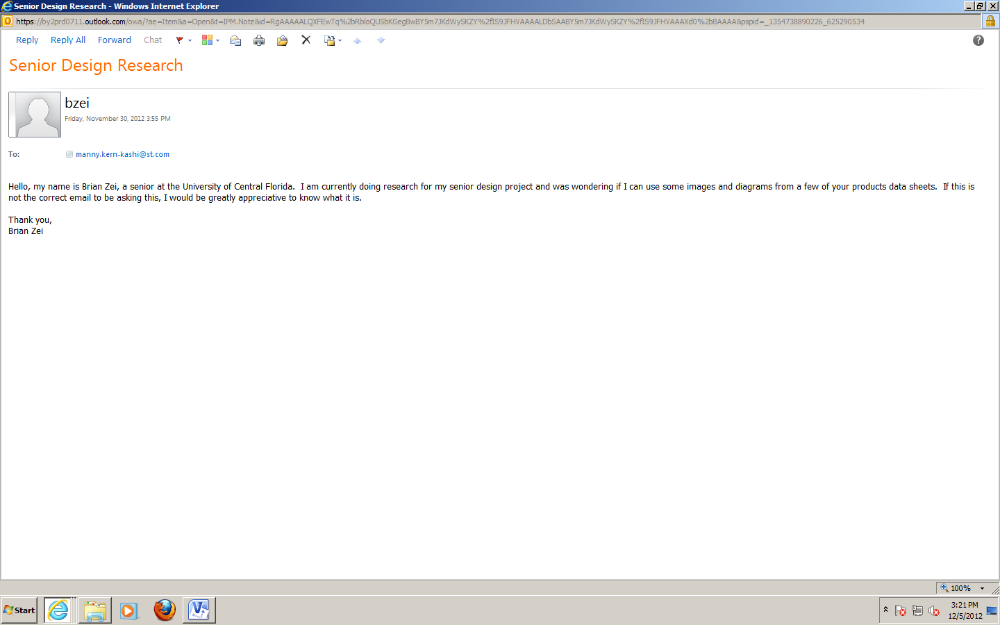 Senior Design Research - Windows Internet Explorer
https://by2prd0711.outlook.com/owa/?ae=Item&a=Open&t=IPM.Note&id=RgAAAAALQXFEwTq%2bRbloQUSbKGegBwBY5m7JKdWySKZY%2fIS9JFHVAAAALDbSAABY5m7JKdWySKZY%2fIS9JFHVAAAXd0%2bBAAAA&pspid=_1354738890226_625290534
Reply Reply All Forward Chat
Senior Design Research
bzei
Friday, November 30, 2012 3:55 PM
To: manny.kern-kashi@st.com
Hello, my name is Brian Zei, a senior at the University of Central Florida.  I am currently doing research for my senior design project and was wondering if I can use some images and diagrams from a few of your products data sheets.  If this is
not the correct email to be asking this, I would be greatly appreciative to know what it is.
Thank you,
Brian Zei
100%
Start
3:21 PM
12/5/2012